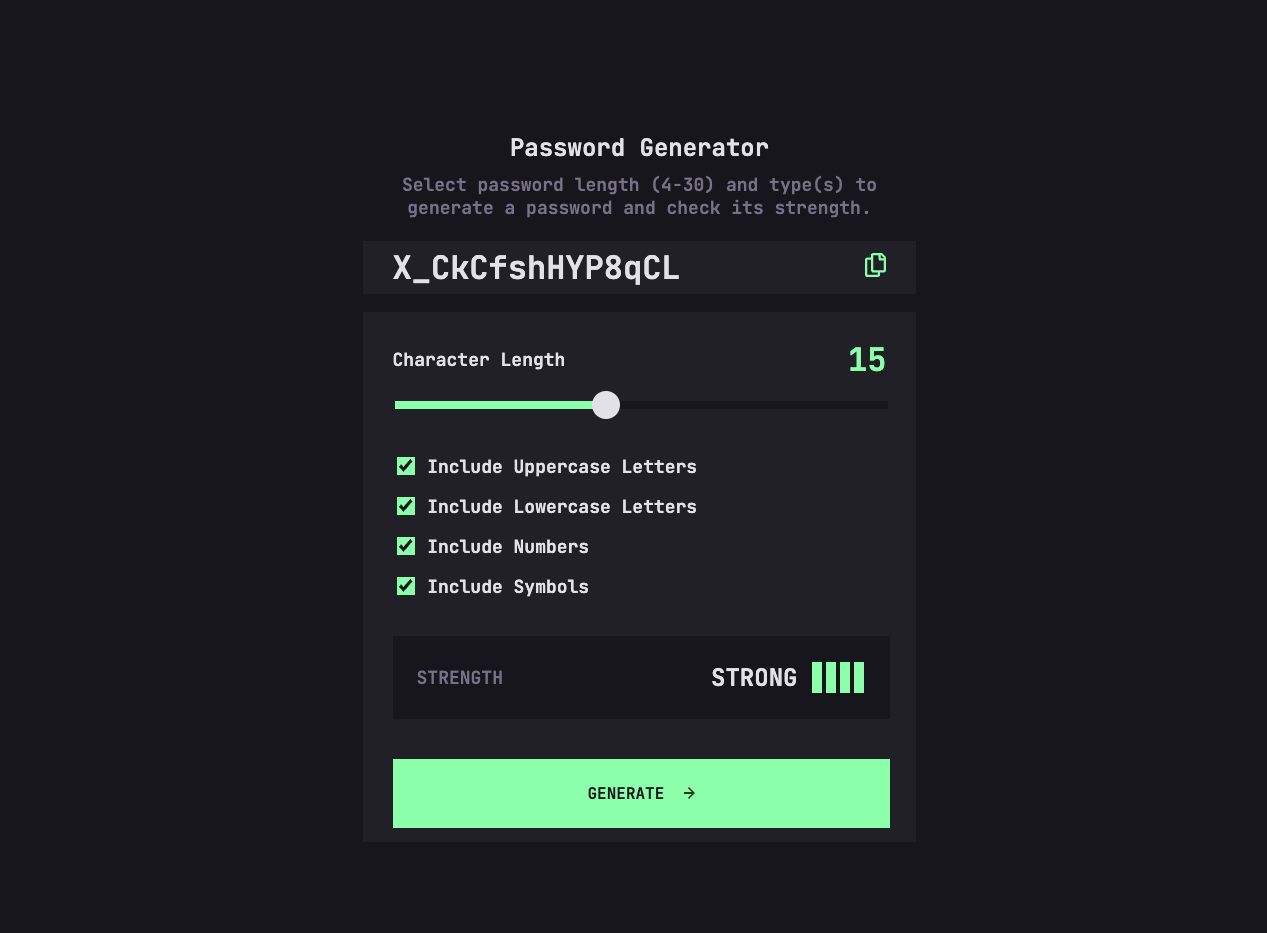 Password Generator
Select password length (4-30) and type(s) to
generate a password and check its strength.
X_CkCfshHYP8qCL
Character Length 15
Include Uppercase Letters
Include Lowercase Letters
Include Numbers
Include Symbols
STRENGTH STRONG
GENERATE →